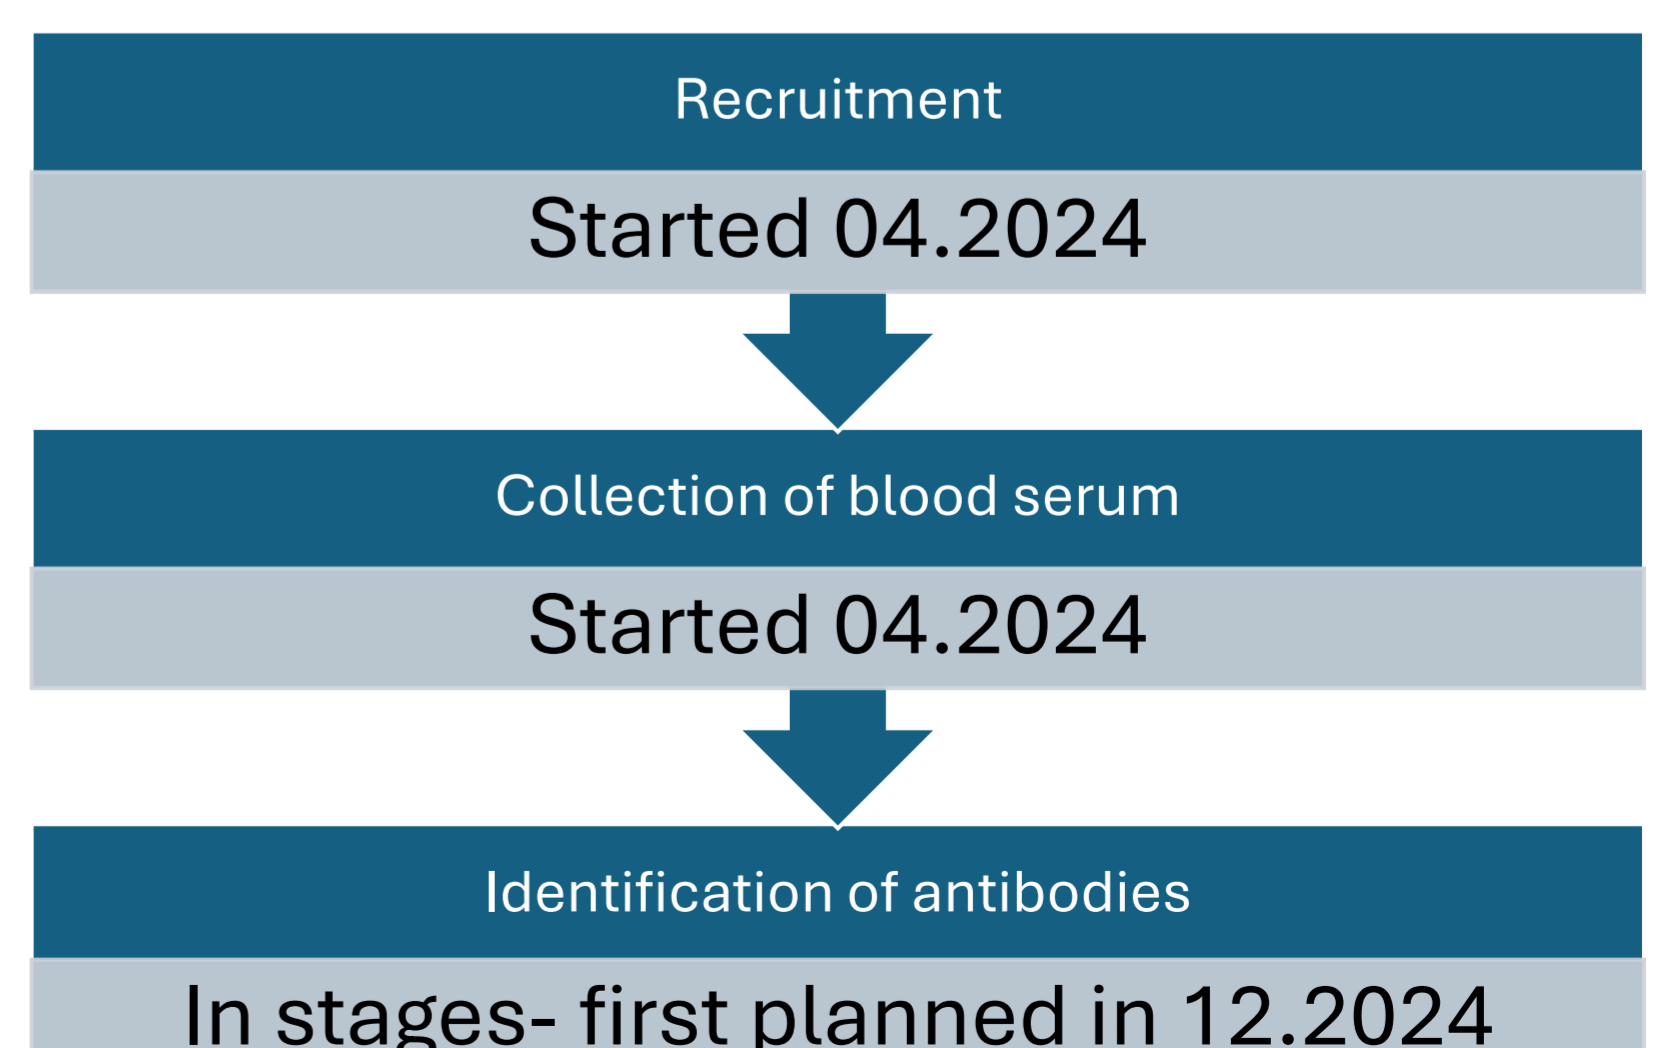 Recruitment
Started 04.2024
Collection of blood serum
Started 04.2024
Identification of antibodies
In stages- first planned in 12.2024